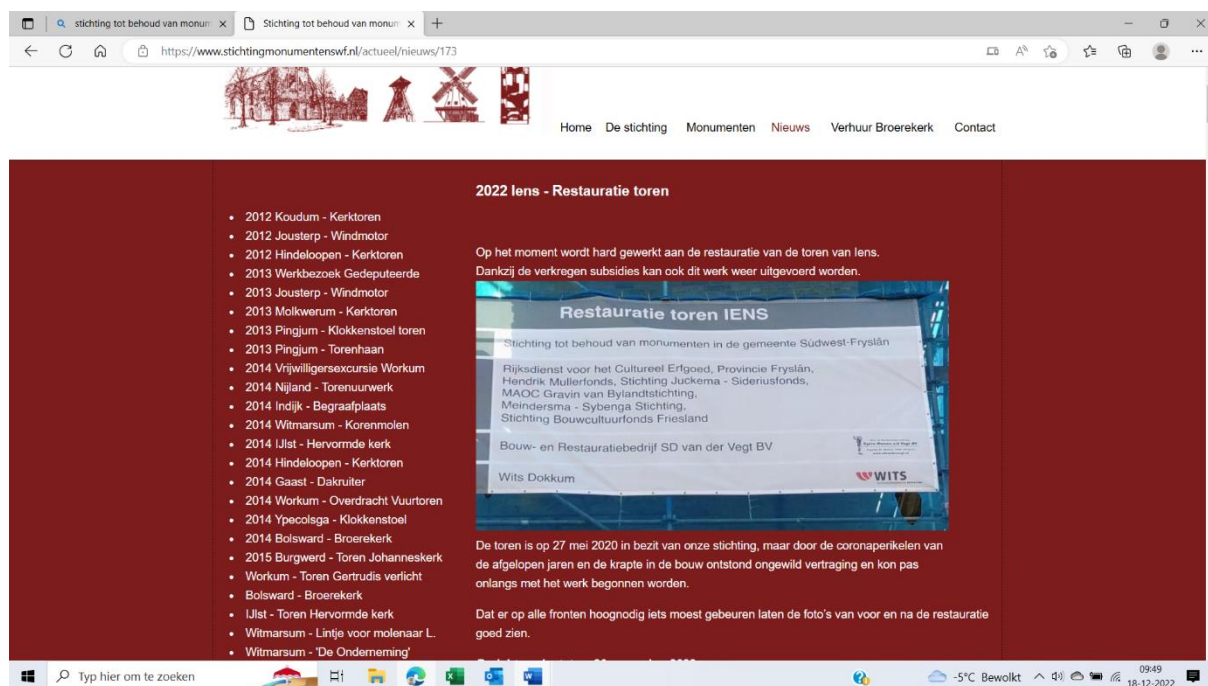 stichting tot behoud van monum
Stichting tot behoud van monum
https://www.stichtingmonumentenswf.nl/actueel/nieuws/173
Home De stichting Monumenten Nieuws Verhuur Broerekerk Contact
2022 Iens - Restauratie toren
2012 Koudum - Kerktoren
2012 Jousterp - Windmotor
2012 Hindeloopen - Kerktoren
2013 Werkbezoek Gedeputeerde
2013 Jousterp - Windmotor
2013 Molkwerum - Kerktoren
2013 Pingjum - Klokkenstoel toren
2013 Pingjum - Torenhaan
2014 Vrijwilligersexcursie Workum
2014 Nijland - Torenuurwerk
2014 Indijk - Begraafplaats
2014 Witmarsum - Korenmolen
2014 IJlst - Hervormde kerk
2014 Hindeloopen - Kerktoren
2014 Gaast - Dakruiter
2014 Workum - Overdracht Vuurtoren
2014 Ypecolsga - Klokkenstoel
2014 Bolsward - Broerekerk
2015 Burgwerd - Toren Johanneskerk
Workum - Toren Gertrudis verlicht
Bolsward - Broerekerk
IJlst - Toren Hervormde kerk
Witmarsum - Lintje voor molenaar L.
Witmarsum - 'De Onderneming'
Op het moment wordt hard gewerkt aan de restauratie van de toren van Iens.
Dankzij de verkregen subsidies kan ook dit werk weer uitgevoerd worden.
Restauratie toren IENS
Stichting tot behoud van monumenten in de gemeente Súdwest-Fryslân
Rijksdienst voor het Cultureel Erfgoed, Provincie Fryslân,
Hendrik Mullerfonds, Stichting Juckema - Sideriusfonds,
MAOC Gravin van Bylandtstichting,
Meindersma - Sybenga Stichting,
Stichting Bouwcultuurfonds Friesland
Bouw- en Restauratiebedrijf SD van der Vegt BV
Wits Dokkum
WITS
De toren is op 27 mei 2020 in bezit van onze stichting, maar door de coronaperikelen van
de afgelopen jaren en de krapte in de bouw ontstond ongewild vertraging en kon pas
onlangs met het werk begonnen worden.
Dat er op alle fronten hoognodig iets moest gebeuren laten de foto's van voor en na de restauratie
goed zien.
Typ hier om te zoeken
-5°C Bewolkt
09:49
18-12-2022